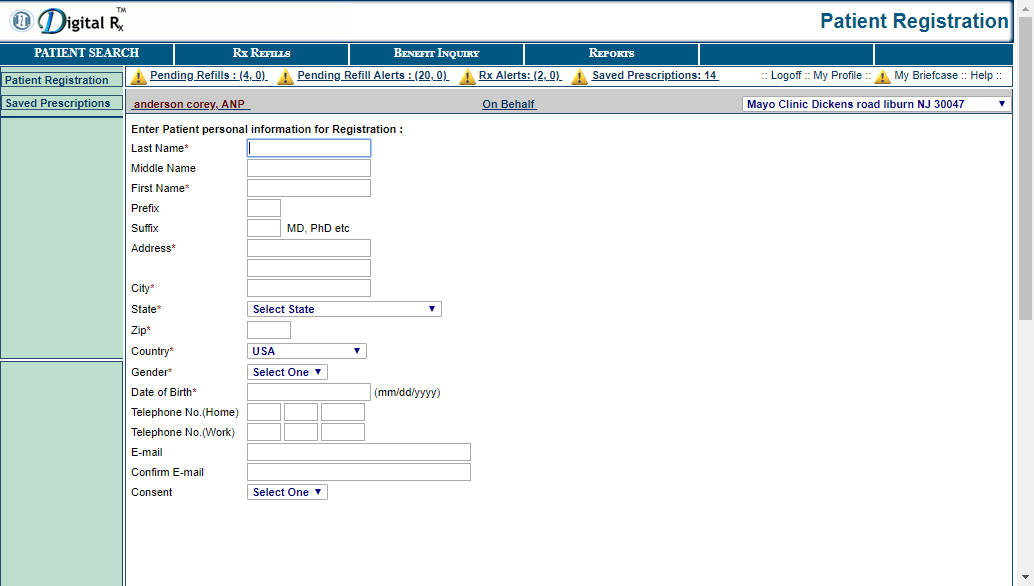 Digital Rx TM
Patient Registration
PATIENT SEARCH
RX REFILLS
BENEFIT INQUIRY
REPORTS
Patient Registration
Saved Prescriptions
Pending Refills : (4, 0)
Pending Refill Alerts : (20, 0)
Rx Alerts: (2, 0)
Saved Prescriptions: 14
:: Logoff :: My Profile :: My Briefcase :: Help ::
anderson corey, ANP
On Behalf
Mayo Clinic Dickens road liburn NJ 30047
Enter Patient personal information for Registration :
Last Name*
Middle Name
First Name*
Prefix
Suffix MD, PhD etc
Address*
City*
State* Select State
Zip*
Country* USA
Gender* Select One
Date of Birth* (mm/dd/yyyy)
Telephone No.(Home)
Telephone No.(Work)
E-mail
Confirm E-mail
Consent Select One